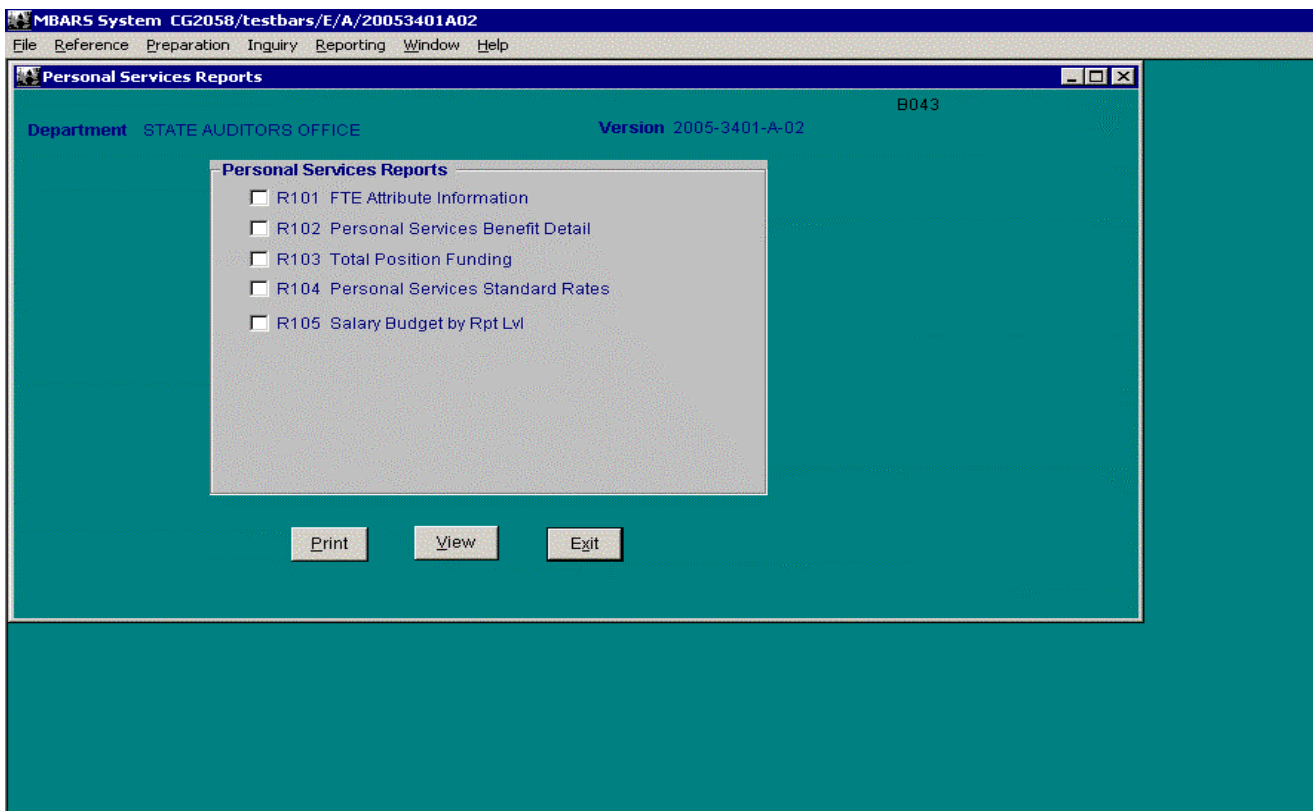 MBARS System CG2058/testbars/E/A/20053401A02
File Reference Preparation Inquiry Reporting Window Help
Personal Services Reports
B043
Department STATE AUDITORS OFFICE Version 2005-3401-A-02
Personal Services Reports
R101 FTE Attribute Information
R102 Personal Services Benefit Detail
R103 Total Position Funding
R104 Personal Services Standard Rates
R105 Salary Budget by Rpt Lvl
Print View Exit